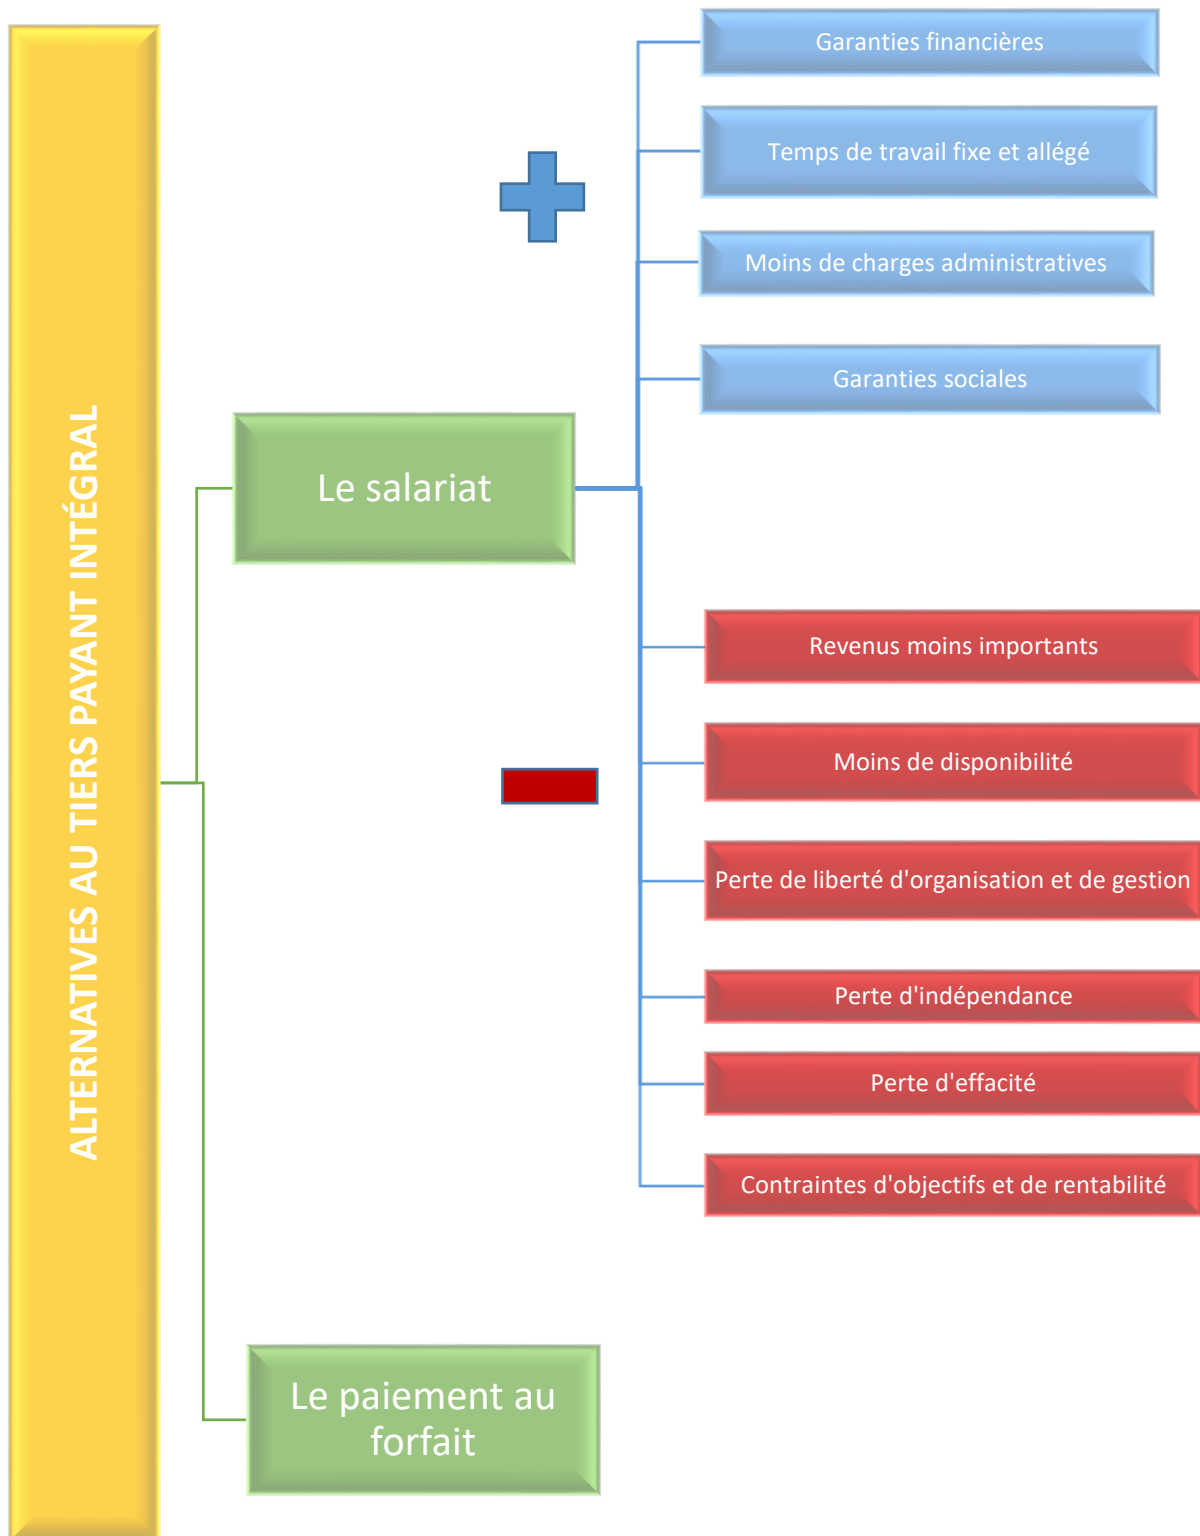 ALTERNATIVES AU TIERS PAYANT INTÉGRAL
Le salariat
Garanties financières
Temps de travail fixe et allégé
Moins de charges administratives
Garanties sociales
Revenus moins importants
Moins de disponibilité
Perte de liberté d'organisation et de gestion
Perte d'indépendance
Perte d'effacité
Contraintes d'objectifs et de rentabilité
Le paiement au
forfait